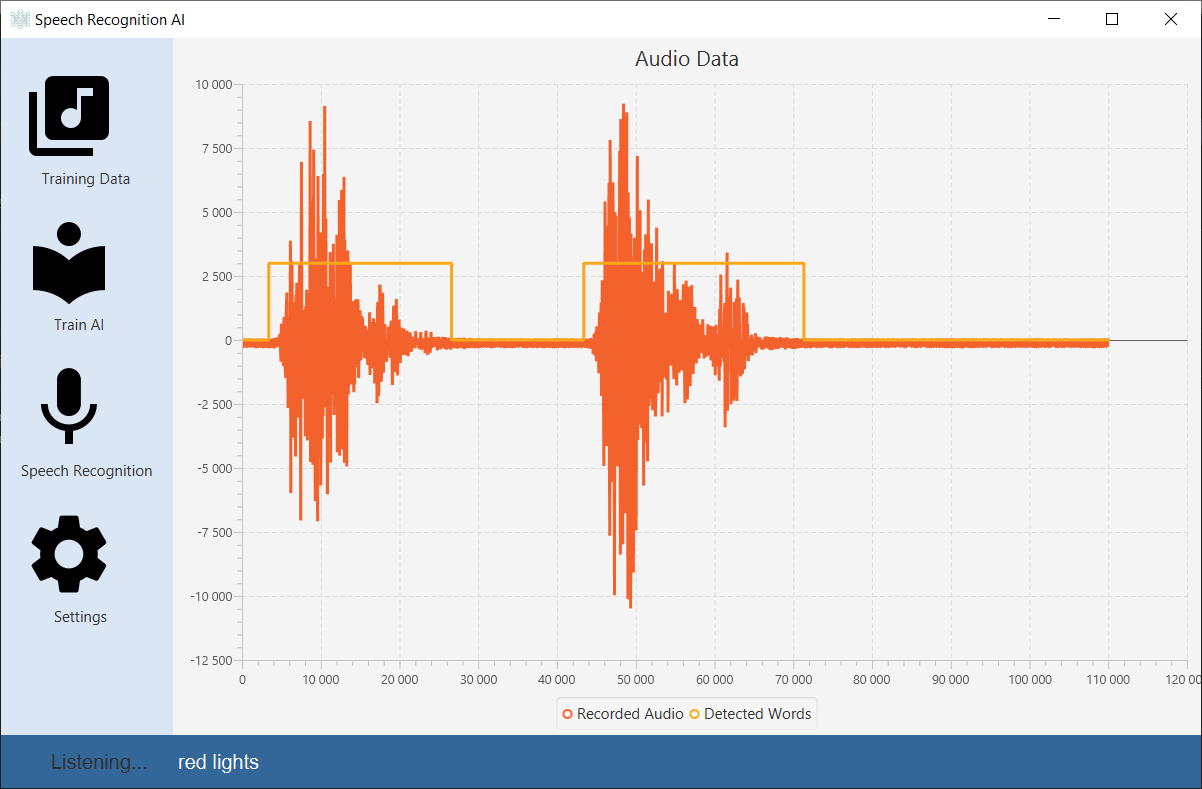 Speech Recognition AI
Training Data
Train AI
Speech Recognition
Settings
Audio Data
10 000
7 500
5 000
2 500
0
-2 500
-5 000
-7 500
-10 000
-12 500
0 10 000 20 000 30 000 40 000 50 000 60 000 70 000 80 000 90 000 100 000 110 000 120 00
Recorded Audio Detected Words
Listening... red lights